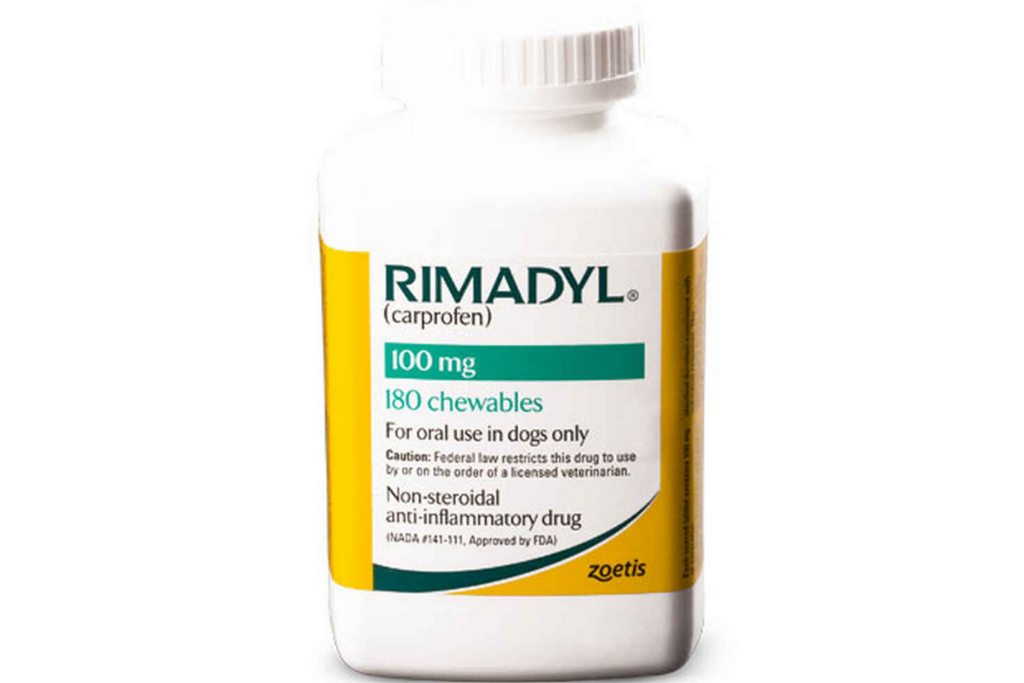 RIMADYL®
(carprofen)
100 mg
180 chewables
For oral use in dogs only
Caution: Federal law restricts this drug to use
by or on the order of a licensed veterinarian.
Non-steroidal
anti-inflammatory drug
(NADA #141-111, Approved by FDA)
zoetis